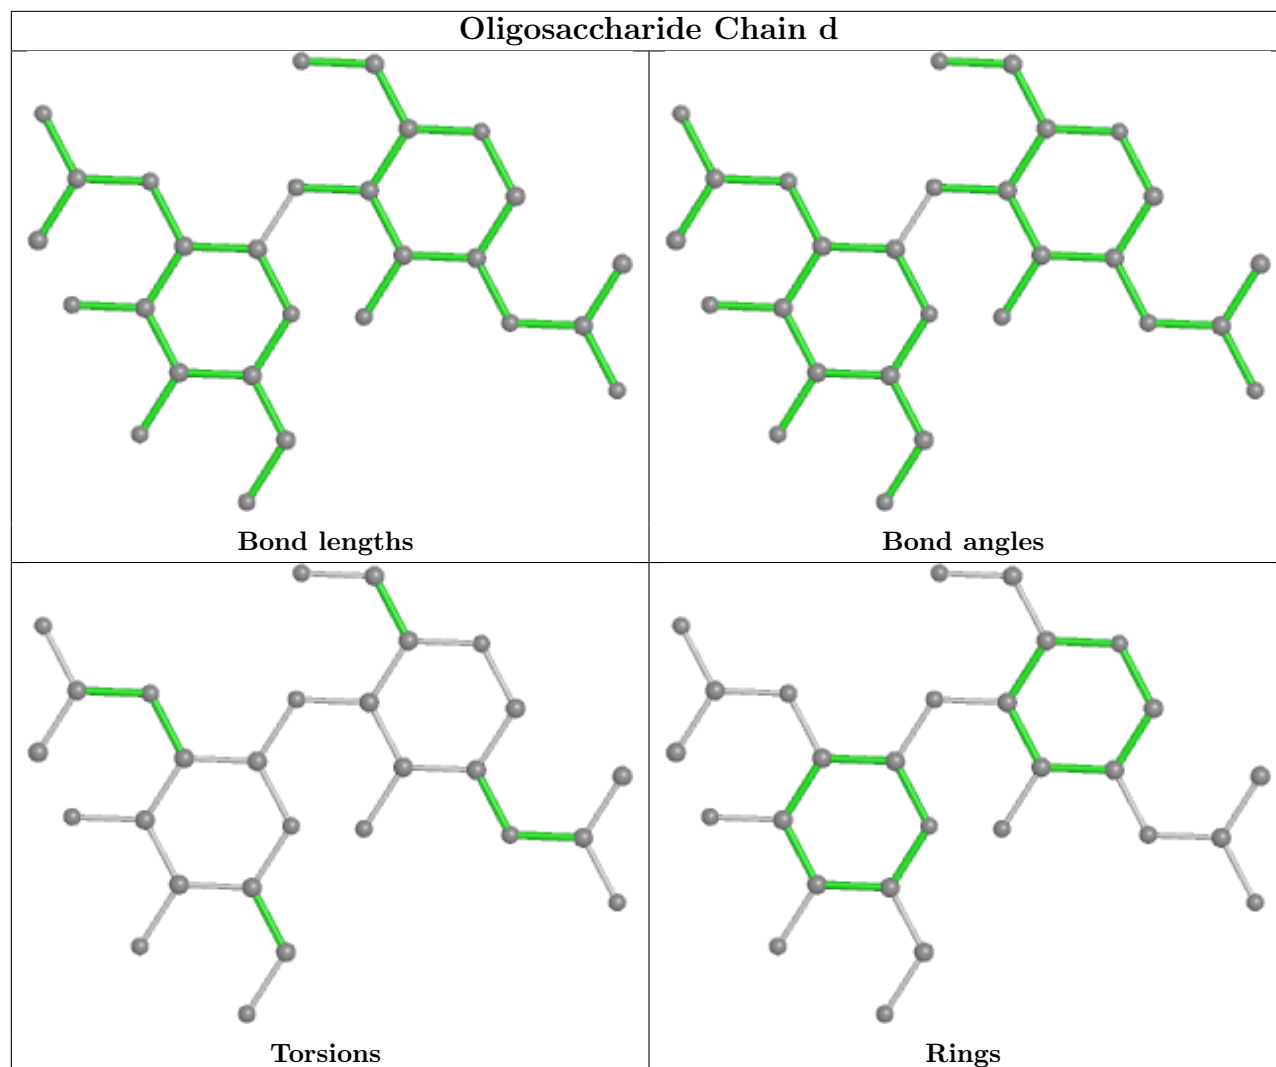 Oligosaccharide Chain d
Bond lengths
Bond angles
Torsions
Rings